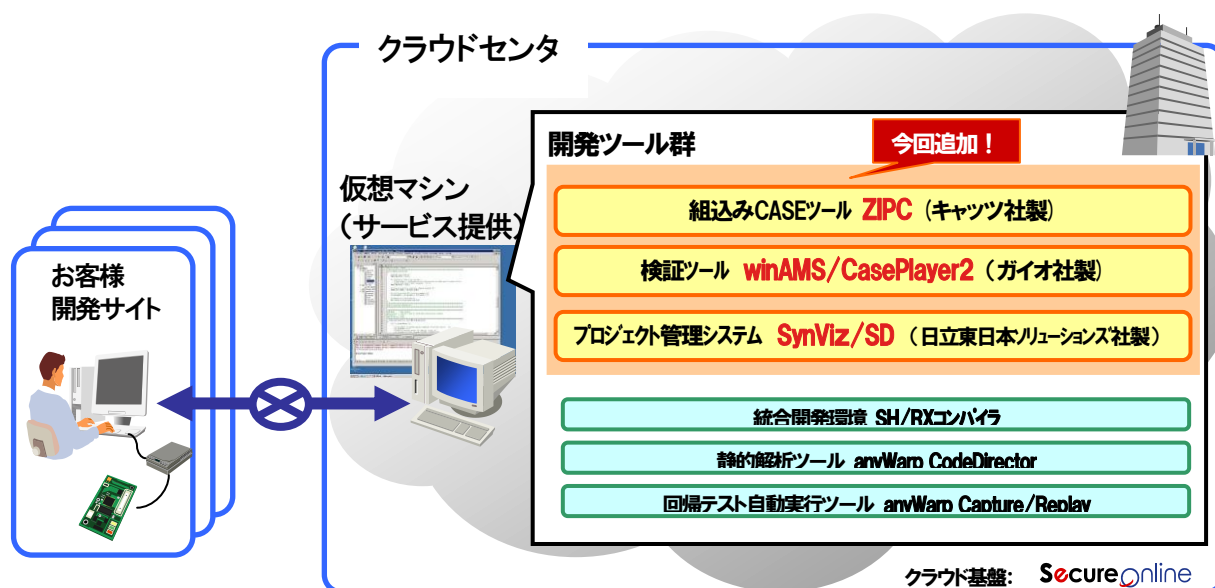 クラウドセンタ
開発ツール群
今回追加！
仮想マシン
（サービス提供）
組込みCASEツール ZIPC（キャッツ社製）
検証ツール winAMS/CasePlayer2（ガイオ社製）
プロジェクト管理システム SynViz/SD（日立東日本ソリューションズ社製）
統合開発環境 SH/RXコンパイラ
静的解析ツール anyWarp CodeDirector
回帰テスト自動実行ツール anyWarp Capture/Replay
お客様
開発サイト
クラウド基盤： Secureonline